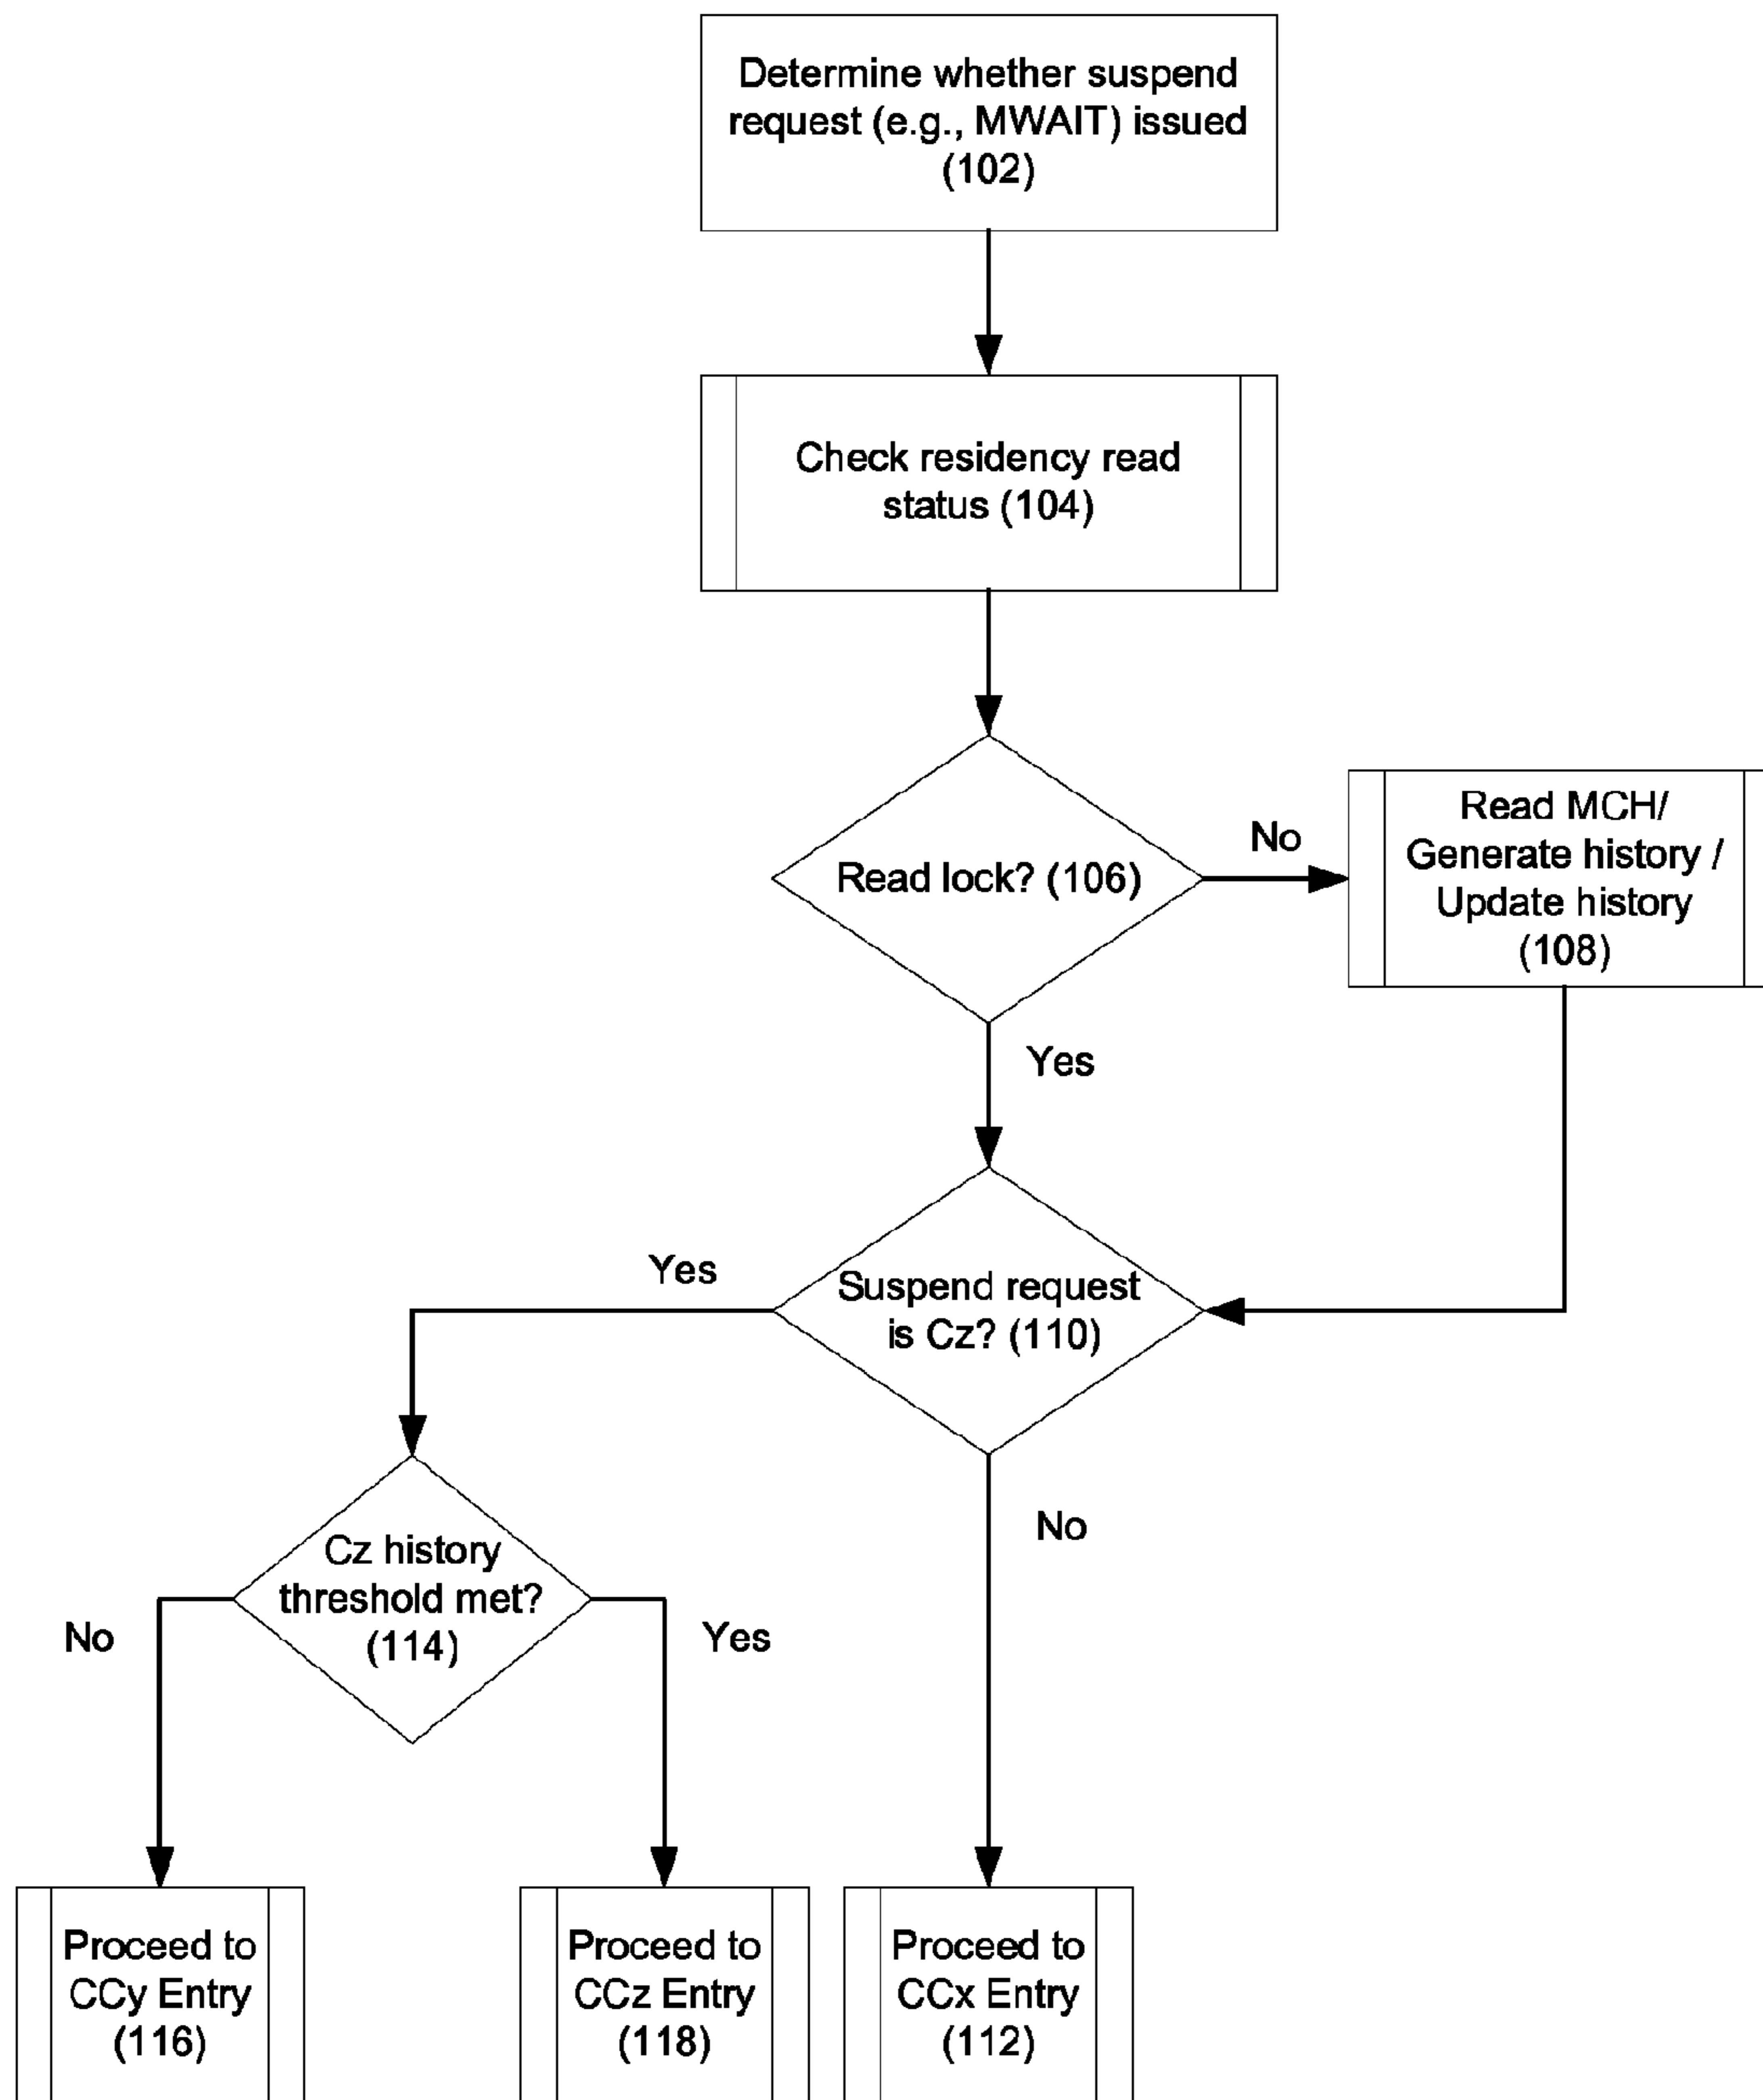 Determine whether suspend
request (e.g., MWAIT) issued
(102)
Check residency read
status (104)
Read lock? (106)
No
Read MCH/
Generate history /
Update history
(108)
Yes
Suspend request
is Cz? (110)
Yes
No
Cz history
threshold met?
(114)
No
Yes
Proceed to
CCy Entry
(116)
Proceed to
CCz Entry
(118)
Proceed to
CCx Entry
(112)